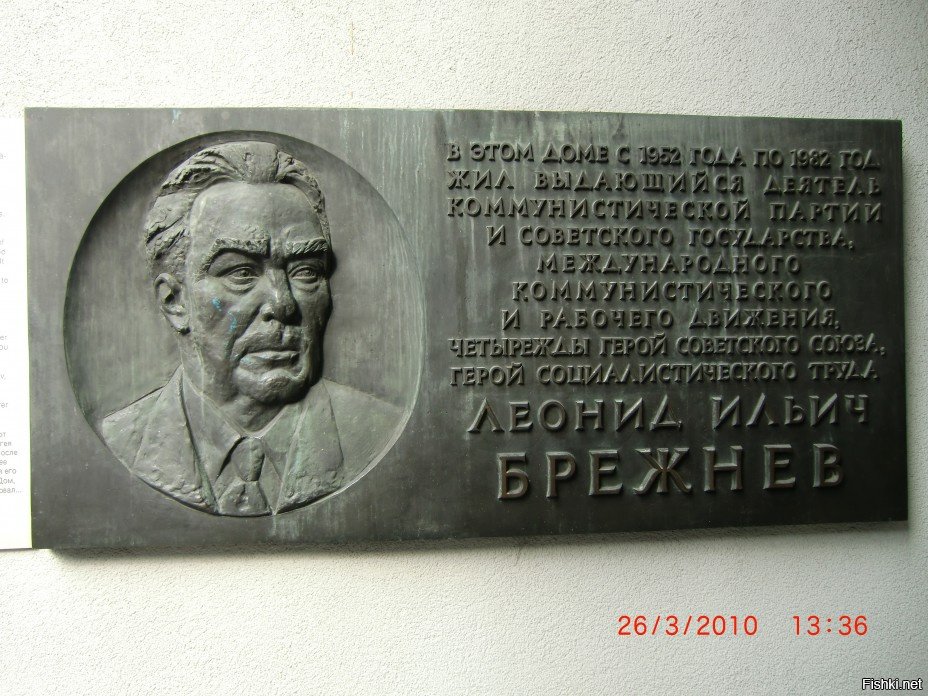 В ЭТОМ ДОМЕ С 1952 ГОДА ПО 1982 ГОД
ЖИЛ ВЫДАЮЩИЙСЯ ДЕЯТЕЛЬ
КОММУНИСТИЧЕСКОЙ ПАРТИИ
И СОВЕТСКОГО ГОСУДАРСТВА,
МЕЖДУНАРОДНОГО
КОММУНИСТИЧЕСКОГО
И РАБОЧЕГО ДВИЖЕНИЯ,
ЧЕТЫРЕЖДЫ ГЕРОЙ СОВЕТСКОГО СОЮЗА,
ГЕРОЙ СОЦИАЛИСТИЧЕСКОГО ТРУДА
ЛЕОНИД ИЛЬИЧ
БРЕЖНЕВ
26/3/2010 13:36
Fishki.net